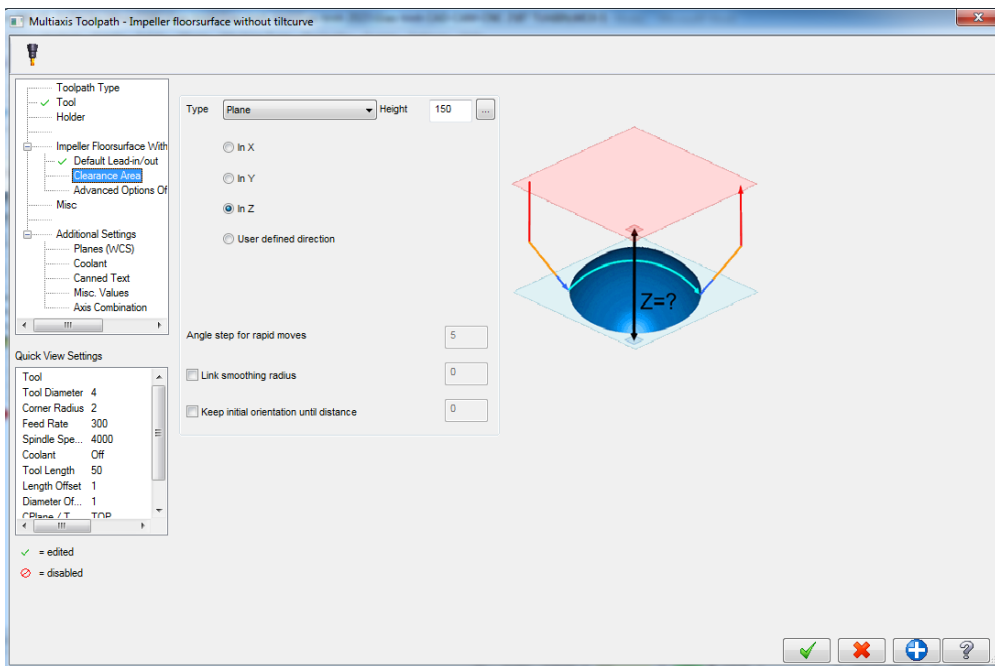 Multiaxis Toolpath - Impeller floorsurface without tiltcurve
Toolpath Type
Tool
Holder
Impeller Floorsurface With
Default Lead-in/out
Clearance Area
Advanced Options Of
Misc
Additional Settings
Planes (WCS)
Coolant
Canned Text
Misc. Values
Axis Combination
Quick View Settings
Tool
Tool Diameter 4
Corner Radius 2
Feed Rate 300
Spindle Spe... 4000
Coolant Off
Tool Length 50
Length Offset 1
Diameter Of... 1
CPlane / T... TOP
= edited
= disabled
Type Plane Height 150 ...
In X
In Y
In Z
User defined direction
Angle step for rapid moves 5
Link smoothing radius 0
Keep initial orientation until distance 0
Z=?